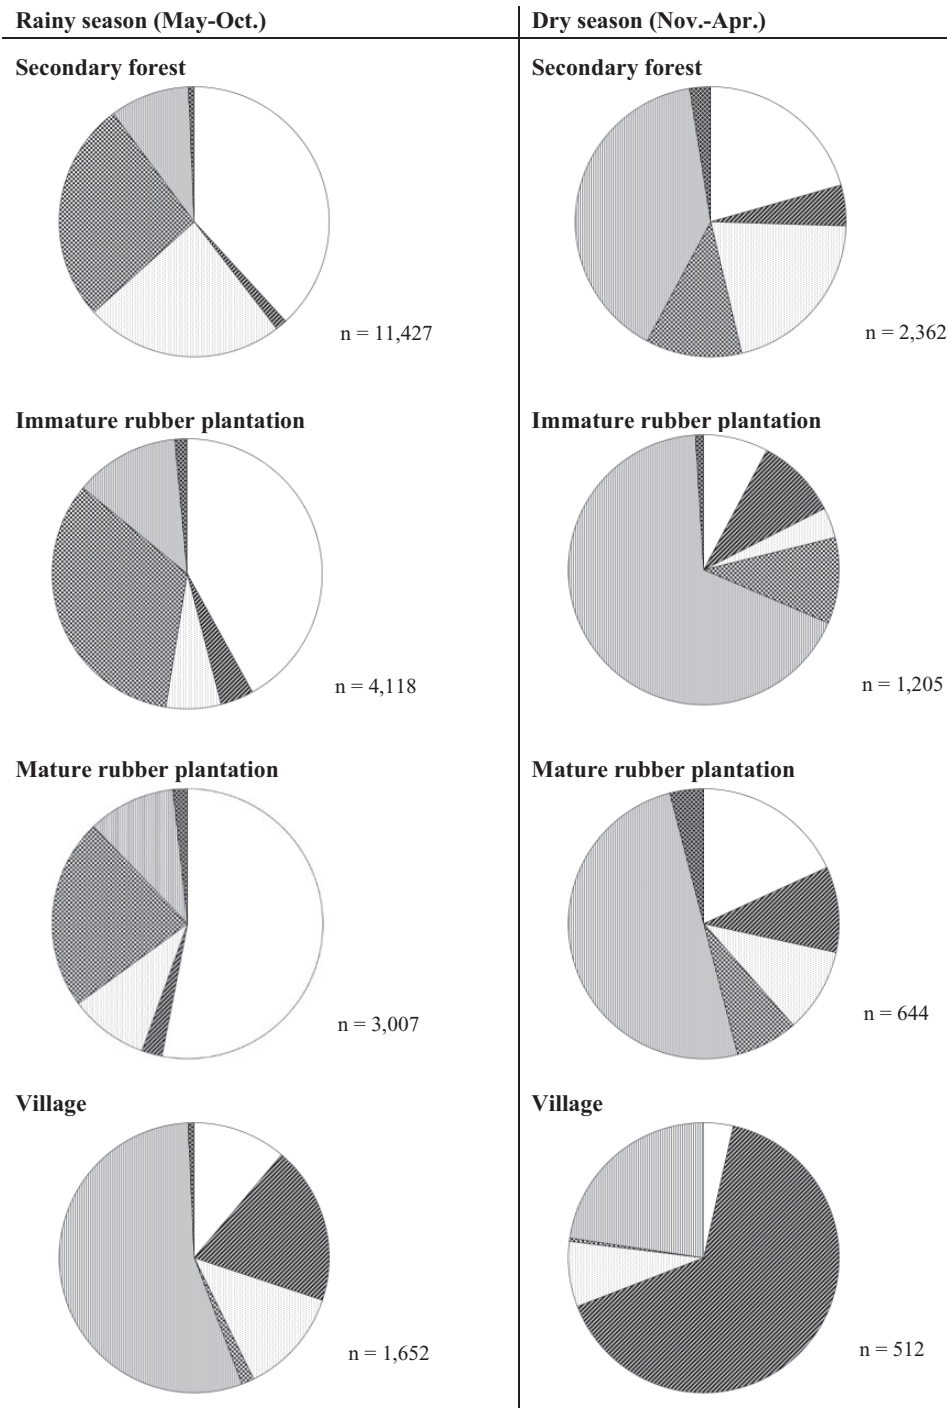 Rainy season (May-Oct.)
Dry season (Nov.-Apr.)
Secondary forest
Secondary forest
n = 11,427
n = 2,362
Immature rubber plantation
Immature rubber plantation
n = 4,118
n = 1,205
Mature rubber plantation
Mature rubber plantation
n = 3,007
n = 644
Village
Village
n = 1,652
n = 512